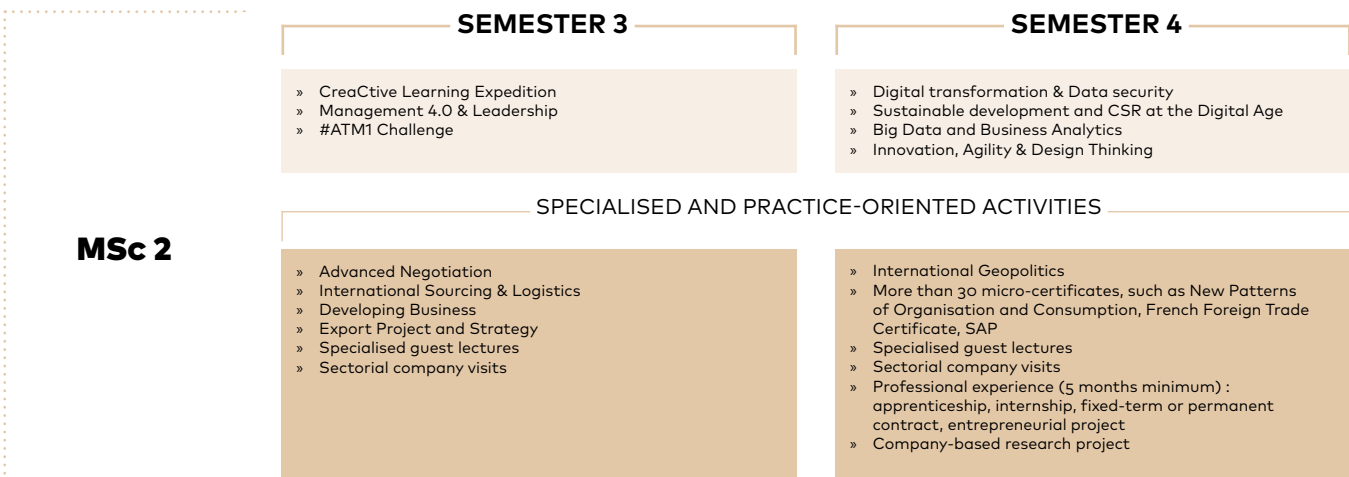 SEMESTER 3
» CreaCtive Learning Expedition
» Management 4.0 & Leadership
» #ATM1 Challenge
SEMESTER 4
» Digital transformation & Data security
» Sustainable development and CSR at the Digital Age
» Big Data and Business Analytics
» Innovation, Agility & Design Thinking
MSc 2
SPECIALISED AND PRACTICE-ORIENTED ACTIVITIES
» Advanced Negotiation
» International Sourcing & Logistics
» Developing Business
» Export Project and Strategy
» Specialised guest lectures
» Sectorial company visits
» International Geopolitics
» More than 30 micro-certificates, such as New Patterns
of Organisation and Consumption, French Foreign Trade
Certificate, SAP
» Specialised guest lectures
» Sectorial company visits
» Professional experience (5 months minimum) :
apprenticeship, internship, fixed-term or permanent
contract, entrepreneurial project
» Company-based research project